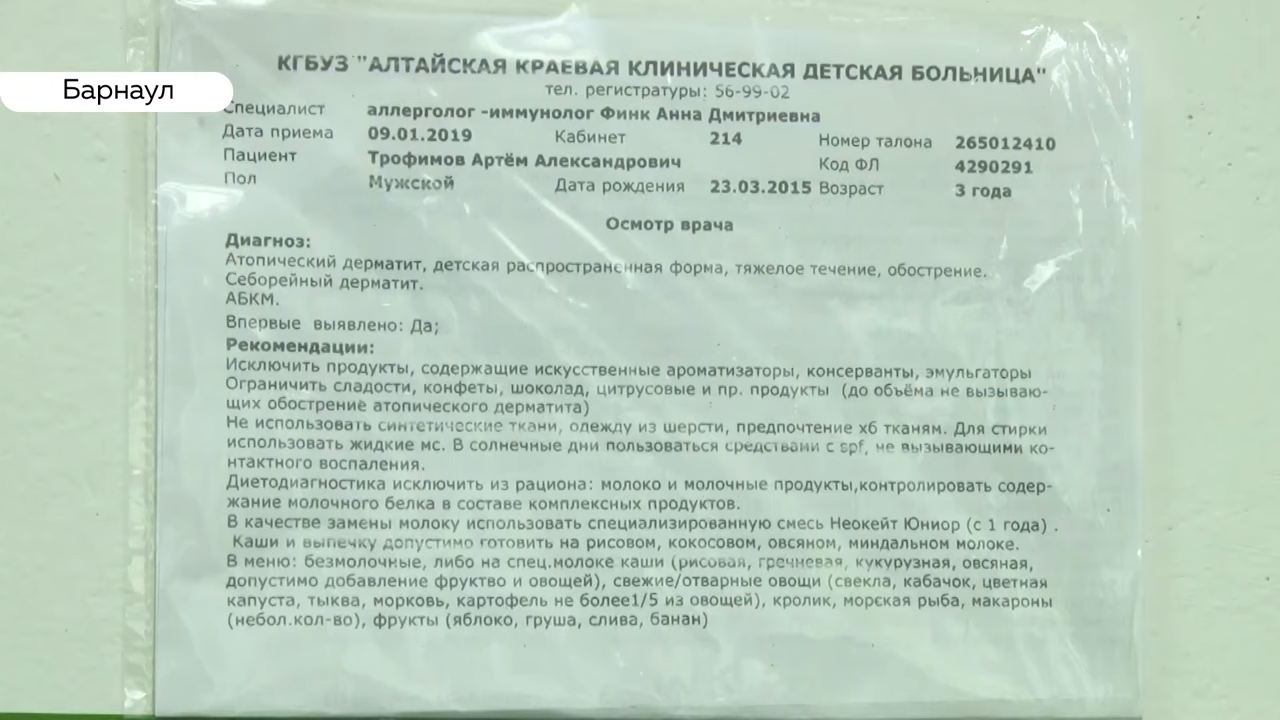 КГБУЗ "АЛТАЙСКАЯ КРАЕВАЯ КЛИНИЧЕСКАЯ ДЕТСКАЯ БОЛЬНИЦА"
Барнаул
тел. регистратуры: 56-99-02
Специалист аллерголог -иммунолог Финк Анна Дмитриевна
Дата приема 09.01.2019 Кабинет 214 Номер талона 265012410
Пациент Трофимов Артём Александрович Код ФЛ 4290291
Пол Мужской Дата рождения 23.03.2015 Возраст 3 года
Осмотр врача
Диагноз:
Атопический дерматит, детская распространенная форма, тяжелое течение, обострение.
Себорейный дерматит.
АБКМ.
Впервые выявлено: Да;
Рекомендации:
Исключить продукты, содержащие искусственные ароматизаторы, консерванты, эмульгаторы
Ограничить сладости, конфеты, шоколад, цитрусовые и пр. продукты (до объёма не вызываю-
щих обострение атопического дерматита)
Не использовать синтетические ткани, одежду из шерсти, предпочтение хб тканям. Для стирки
использовать жидкие мс. В солнечные дни пользоваться средствами с spf, не вызывающими ко-
нтактного воспаления.
Диетодиагностика исключить из рациона: молоко и молочные продукты,контролировать содер-
жание молочного белка в составе комплексных продуктов.
В качестве замены молоку использовать специализированную смесь Неокейт Юниор (с 1 года) .
Каши и выпечку допустимо готовить на рисовом, кокосовом, овсяном, миндальном молоке.
В меню: безмолочные, либо на спец.молоке каши (рисовая, гречневая, кукурузная, овсяная,
допустимо добавление фруктво и овощей), свежие/отварные овощи (свекла, кабачок, цветная
капуста, тыква, морковь, картофель не более1/5 из овощей), кролик, морская рыба, макароны
(небол.кол-во), фрукты (яблоко, груша, слива, банан)